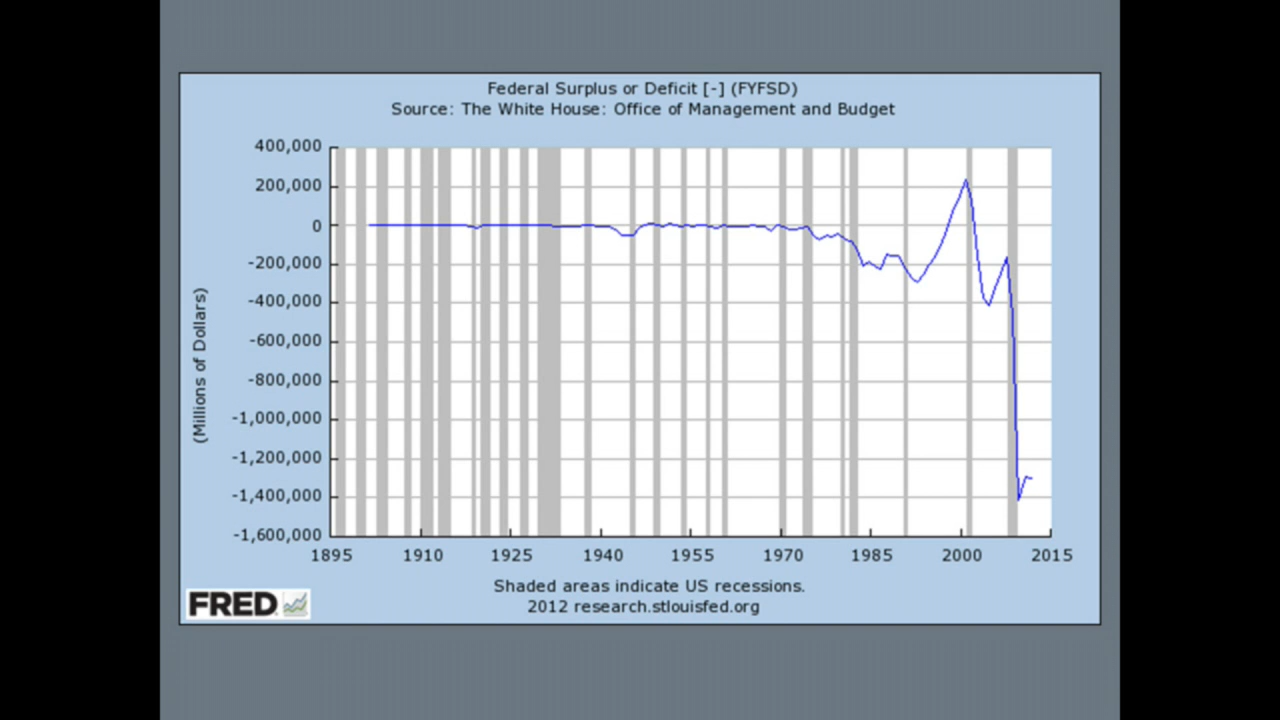 Federal Surplus or Deficit [-] (FYFSD)
Source: The White House: Office of Management and Budget
400,000
200,000
0
-200,000
-400,000
-600,000
-800,000
-1,000,000
-1,200,000
-1,400,000
-1,600,000
(Millions of Dollars)
1895 1910 1925 1940 1955 1970 1985 2000 2015
Shaded areas indicate US recessions.
2012 research.stlouisfed.org
FRED